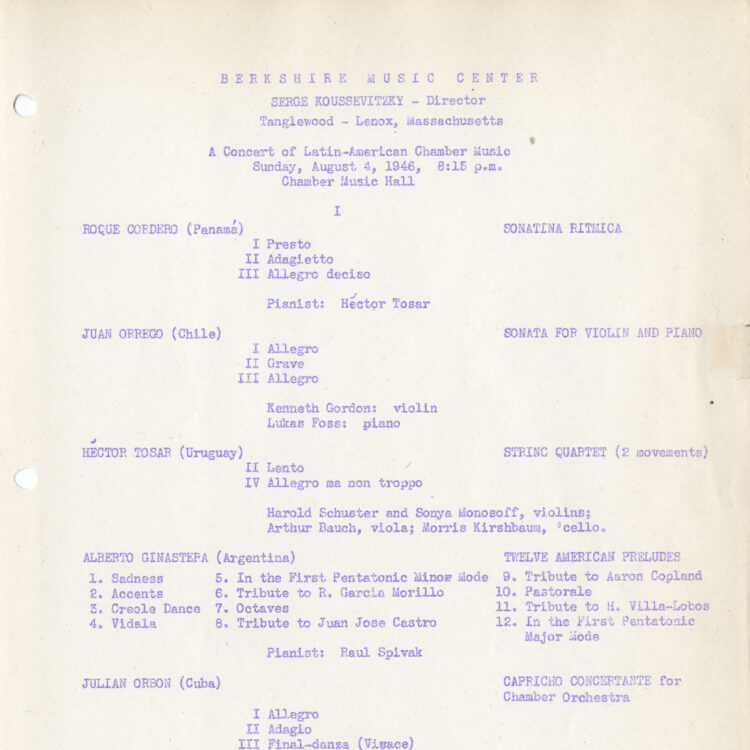 BERKSHIRE MUSIC CENTER
SERGE KOUSSEVITZKY - Director
Tanglewood - Lenox, Massachusetts
A Concert of Latin-American Chamber Music
Sunday, August 4, 1946, 8:15 p.m.
Chamber Music Hall
I
ROQUE CORDERO (Panamá) SONATINA RITMICA
I Presto
II Adagietto
III Allegro deciso
Pianist: Héctor Tosar
JUAN ORREGO (Chile) SONATA FOR VIOLIN AND PIANO
I Allegro
II Grave
III Allegro
Kenneth Gordon: violin
Lukas Foss: piano
HÉCTOR TOSAR (Uruguay) STRING QUARTET (2 movements)
II Lento
IV Allegro ma non troppo
Harold Schuster and Sonya Monosoff, violins;
Arthur Bauch, viola; Morris Kirshbaum, 'cello.
ALBERTO GINASTERA (Argentina) TWELVE AMERICAN PRELUDES
1. Sadness 5. In the First Pentatonic Minor Mode 9. Tribute to Aaron Copland
2. Accents 6. Tribute to R. Garcia Morillo 10. Pastorale
3. Creole Dance 7. Octaves 11. Tribute to H. Villa-Lobos
4. Vidala 8. Tribute to Juan Jose Castro 12. In the First Pentatonic
Major Mode
Pianist: Raul Spivak
JULIAN ORBON (Cuba) CAPRICHO CONCERTANTE for
Chamber Orchestra
I Allegro
II Adagio
III Final-danza (Vivace)